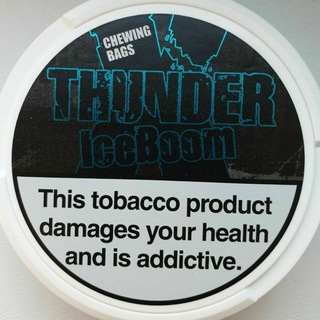 CHEWING
BAGS
THUNDER
IceBoom
This tobacco product
damages your health
and is addictive.